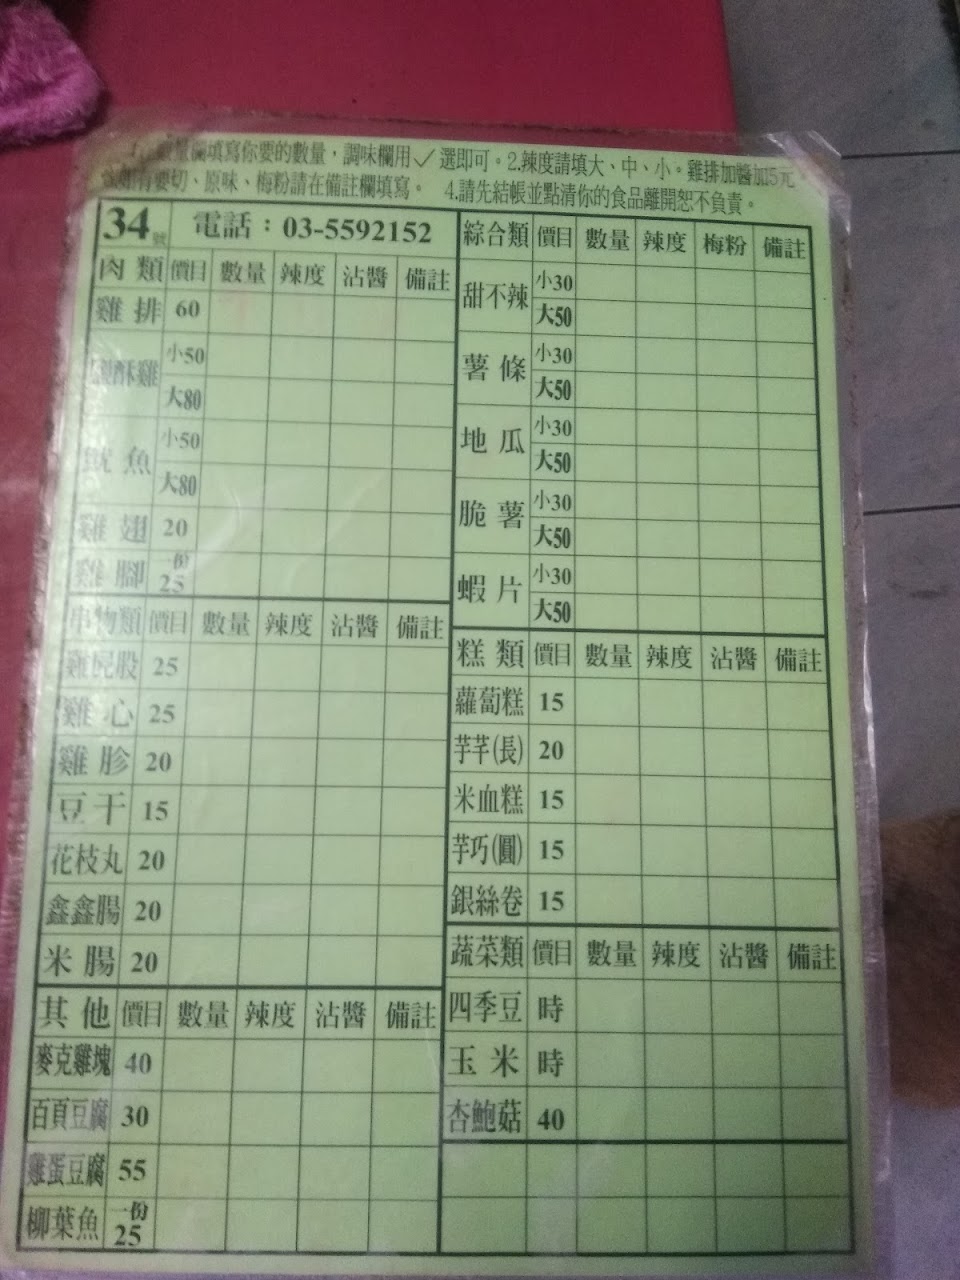 數量欄填寫你要的數量，調味欄用✓選即可。2.辣度請填大、中、小。雞排加醬加5元。
有要切、原味、梅粉請在備註欄填寫。 4.請先結帳並點清你的食品離開恕不負責。
34號 電話：03-5592152
肉類 價目 數量 辣度 沾醬 備註
雞排 60
鹽酥雞 小50
大80
魷魚 小50
大80
雞翅 20
雞腳 一份25
串物類 價目 數量 辣度 沾醬 備註
雞屁股 25
雞心 25
雞胗 20
豆干 15
花枝丸 20
鑫鑫腸 20
米腸 20
其他 價目 數量 辣度 沾醬 備註
麥克雞塊 40
百頁豆腐 30
雞蛋豆腐 55
柳葉魚 一份25
綜合類 價目 數量 辣度 梅粉 備註
甜不辣 小30
大50
薯條 小30
大50
地瓜 小30
大50
脆薯 小30
大50
蝦片 小30
大50
糕類 價目 數量 辣度 沾醬 備註
蘿蔔糕 15
芋芊(長) 20
米血糕 15
芋巧(圓) 15
銀絲卷 15
蔬菜類 價目 數量 辣度 沾醬 備註
四季豆 時
玉米 時
杏鮑菇 40